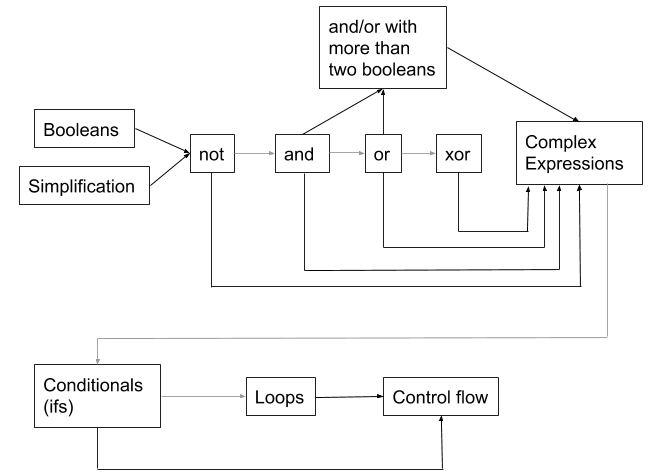 and/or with
more than
two booleans
Booleans
Simplification
not
and
or
xor
Complex
Expressions
Conditionals
(ifs)
Loops
Control flow